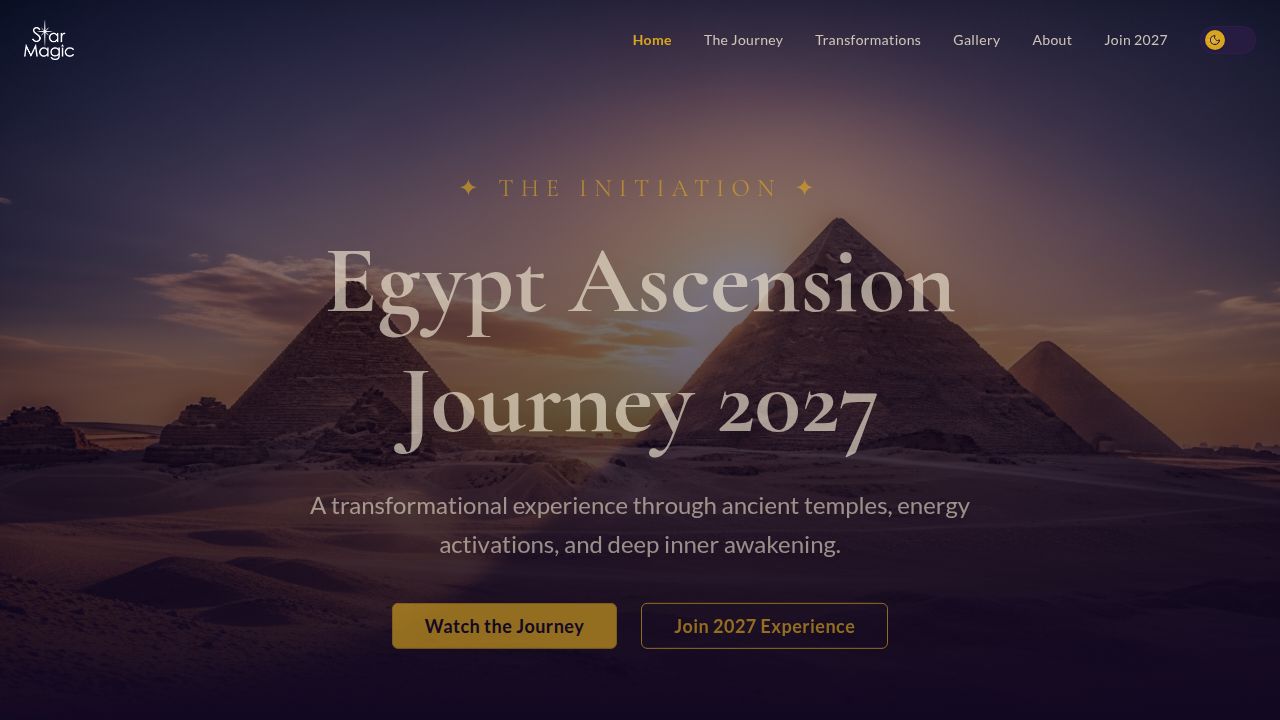 Star
Magic
Home
The Journey
Transformations
Gallery
About
Join 2027
✦ THE INITIATION ✦
Egypt Ascension
Journey 2027
A transformational experience through ancient temples, energy
activations, and deep inner awakening.
Watch the Journey
Join 2027 Experience